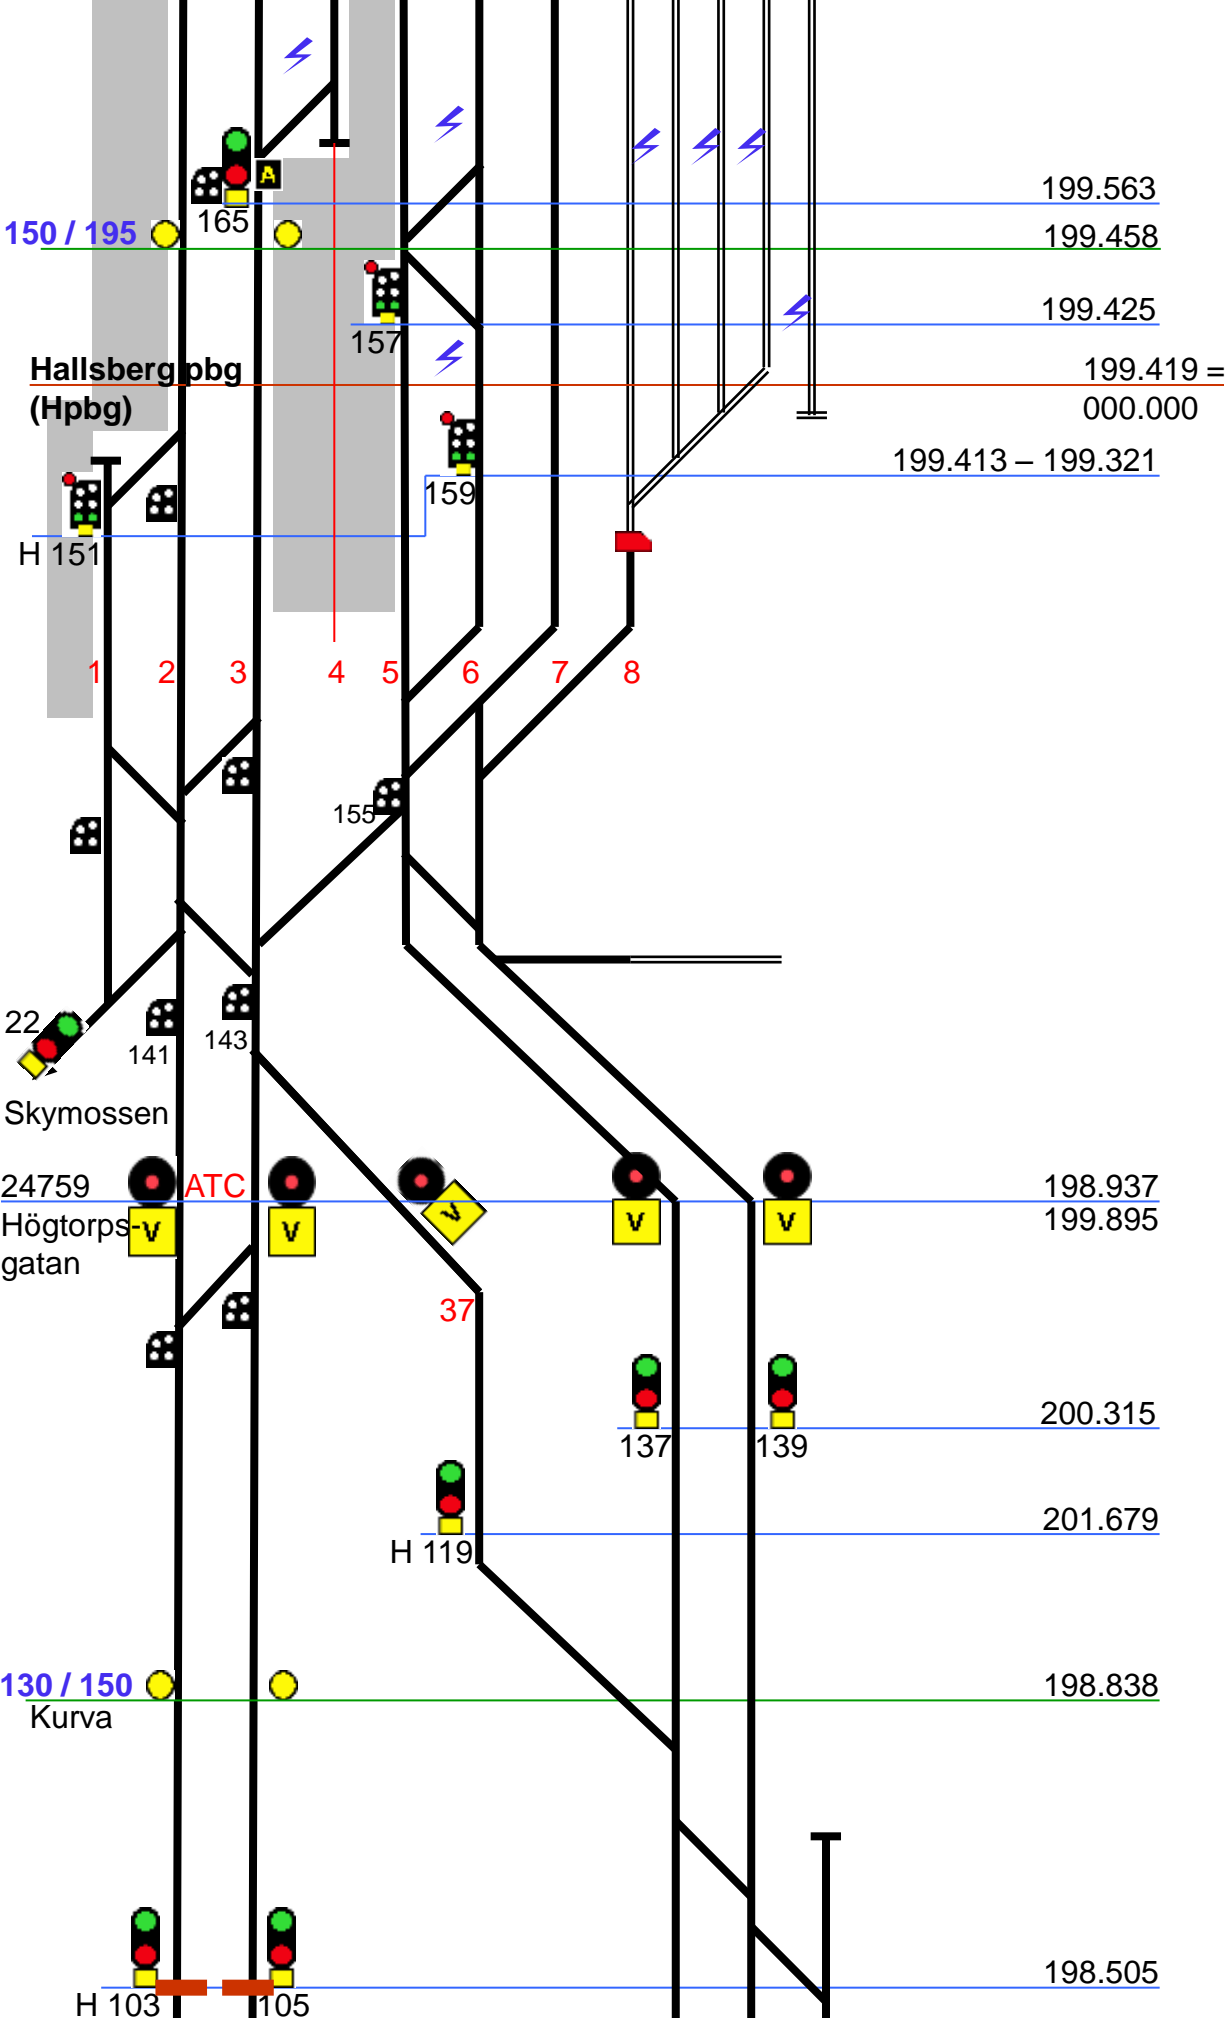 A
199.563
165
150 / 195
199.458
199.425
157
Hallsberg pbg
199.419 =
(Hpbg)
000.000
199.413 – 199.321
159
H 151
1 2 3 4 5 6 7 8
155
22
143
141
Skymossen
24759
ATC
198.937
Högtorps-
V V V V V
199.895
gatan
37
200.315
137
139
201.679
H 119
130 / 150
198.838
Kurva
198.505
H 103
105